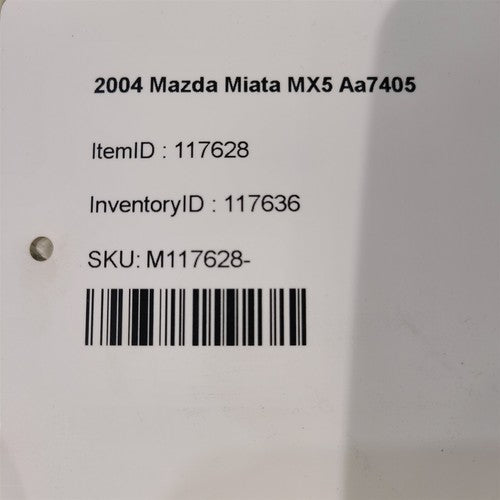 2004 Mazda Miata MX5 Aa7405
ItemID : 117628
InventoryID : 117636
SKU: M117628-